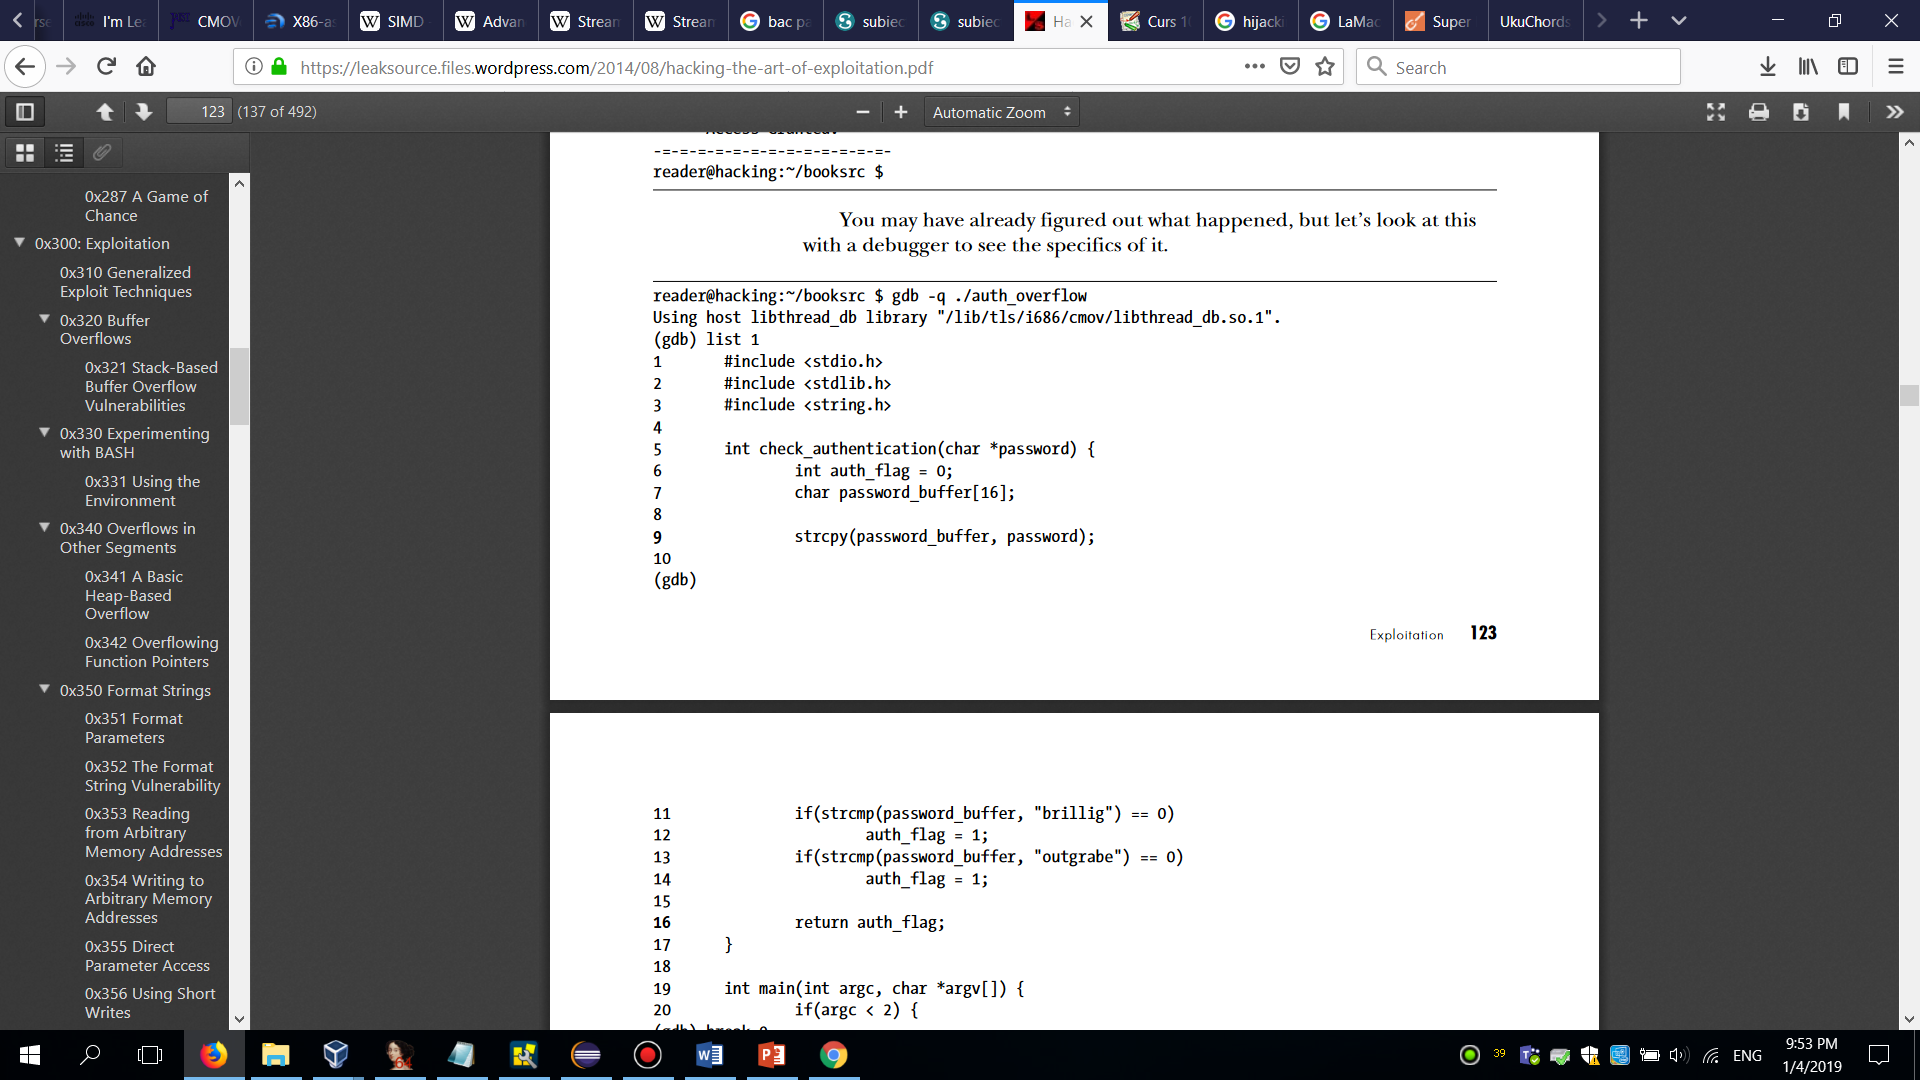 I'm Le
CMOV
X86-a
SIMD
Advan
Stream
Stream
bac pa
subiec
subiec
Ha
Curs 1
hijacki
LaMac
Super
UkuChords
https://leaksource.files.wordpress.com/2014/08/hacking-the-art-of-exploitation.pdf
Search
123 (137 of 492)
Automatic Zoom
0x287 A Game of
Chance
0x300: Exploitation
0x310 Generalized
Exploit Techniques
0x320 Buffer
Overflows
0x321 Stack-Based
Buffer Overflow
Vulnerabilities
0x330 Experimenting
with BASH
0x331 Using the
Environment
0x340 Overflows in
Other Segments
0x341 A Basic
Heap-Based
Overflow
0x342 Overflowing
Function Pointers
0x350 Format Strings
0x351 Format
Parameters
0x352 The Format
String Vulnerability
0x353 Reading
from Arbitrary
Memory Addresses
0x354 Writing to
Arbitrary Memory
Addresses
0x355 Direct
Parameter Access
0x356 Using Short
Writes
Access Granted.
-=-=-=-=-=-=-=-=-=-=-=-=-=-
reader@hacking:~/booksrc $
You may have already figured out what happened, but let's look at this
with a debugger to see the specifics of it.
reader@hacking:~/booksrc $ gdb -q ./auth_overflow
Using host libthread_db library "/lib/tls/i686/cmov/libthread_db.so.1".
(gdb) list 1
1 #include <stdio.h>
2 #include <stdlib.h>
3 #include <string.h>
4
5 int check_authentication(char *password) {
6 int auth_flag = 0;
7 char password_buffer[16];
8
9 strcpy(password_buffer, password);
10
(gdb)
Exploitation 123
11 if(strcmp(password_buffer, "brillig") == 0)
12 auth_flag = 1;
13 if(strcmp(password_buffer, "outgrabe") == 0)
14 auth_flag = 1;
15
16 return auth_flag;
17 }
18
19 int main(int argc, char *argv[]) {
20 if(argc < 2) {
(gdb) break 9
39
ENG
9:53 PM
1/4/2019